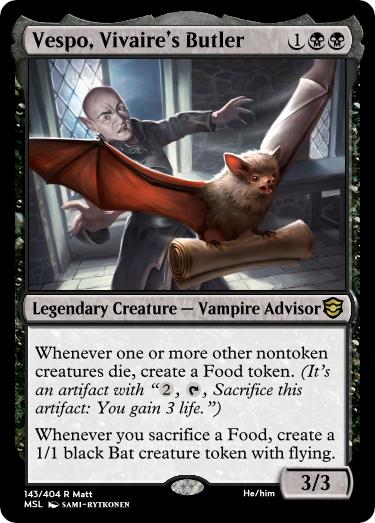 Vespo, Vivaire's Butler 1
Legendary Creature — Vampire Advisor
Whenever one or more other nontoken
creatures die, create a Food token. (It's
an artifact with “2, , Sacrifice this
artifact: You gain 3 life.”)
Whenever you sacrifice a Food, create a
1/1 black Bat creature token with flying.
3/3
143/404 R Matt
He/him
MSL SAMI-RYTKONEN